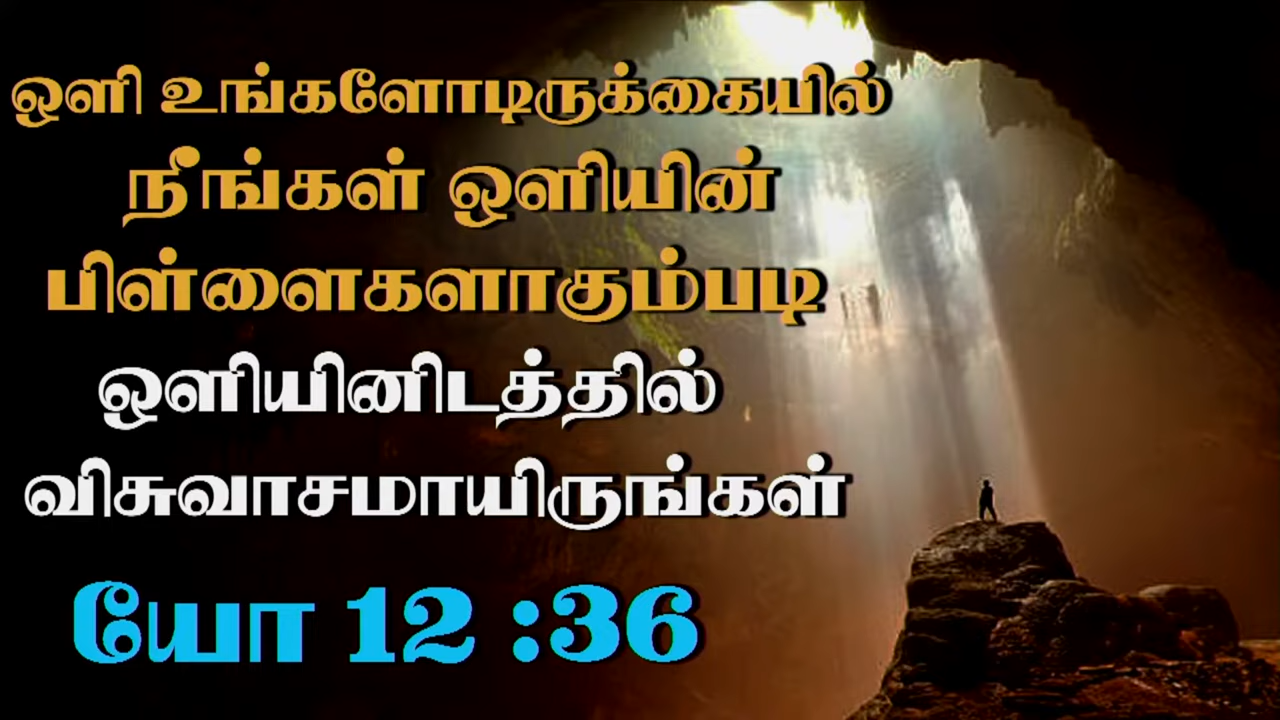 ஒளி உங்களோடிருக்கையில்
நீங்கள் ஒளியின்
பிள்ளைகளாகும்படி
ஒளியினிடத்தில்
விசுவாசமாயிருங்கள்
யோ 12 :36